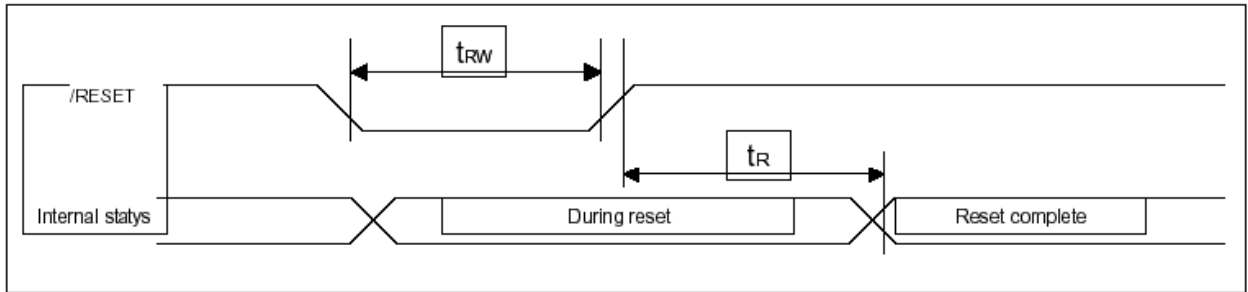 tRW
/RESET
tR
Internal statys
During reset
Reset complete